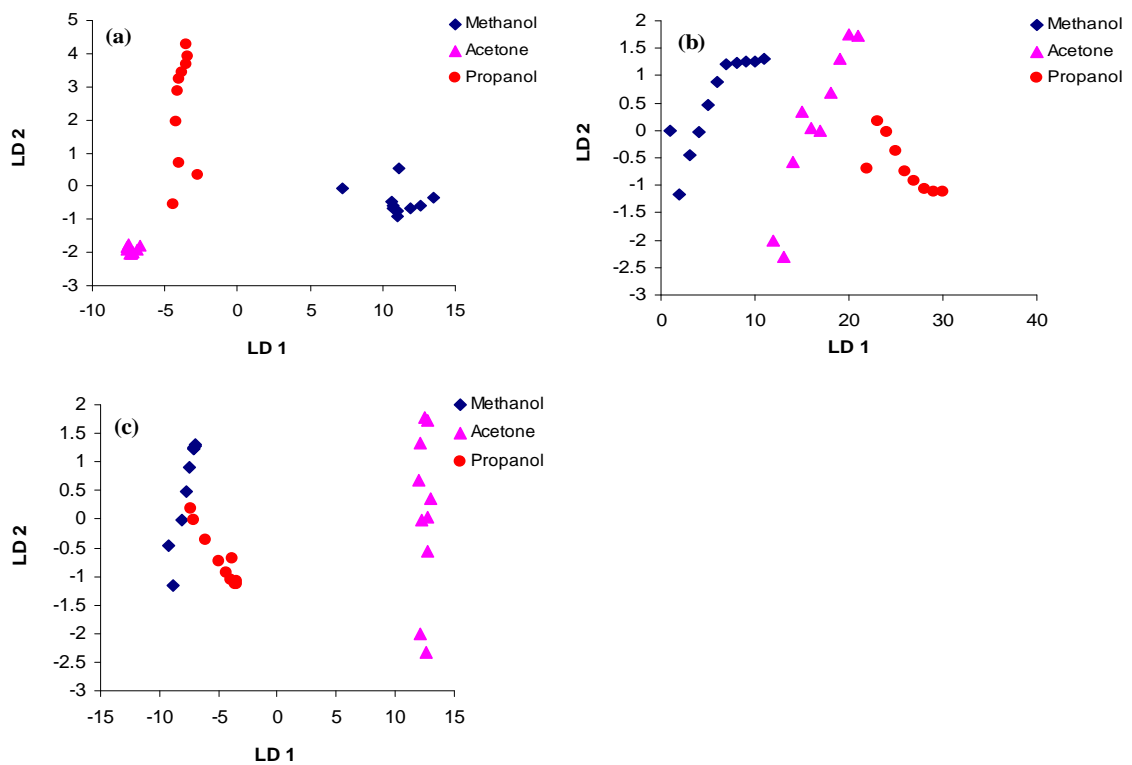 (a)
Methanol
Acetone
Propanol
5
4
3
2
1
0
-1
-2
-3
-10 -5 0 5 10 15
LD 2
LD 1
(b)
Methanol
Acetone
Propanol
2
1.5
1
0.5
0
-0.5
-1
-1.5
-2
-2.5
-3
0 10 20 30 40
LD 2
LD 1
(c)
Methanol
Acetone
Propanol
2
1.5
1
0.5
0
-0.5
-1
-1.5
-2
-2.5
-3
-15 -10 -5 0 5 10 15
LD 2
LD 1